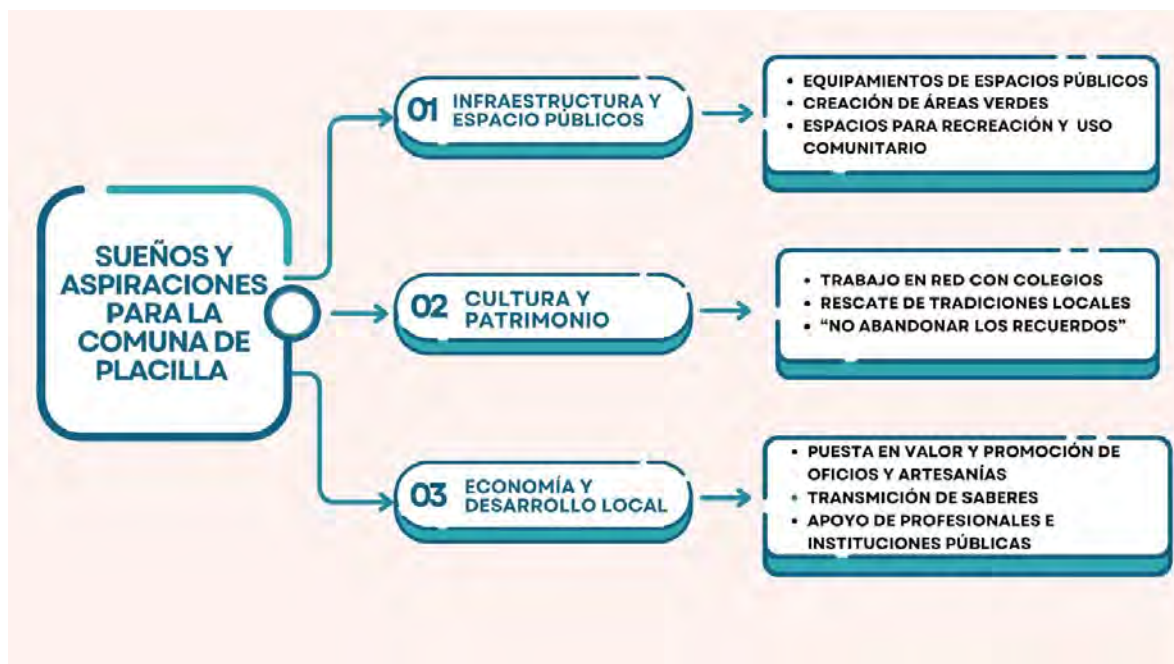 SUEÑOS Y
ASPIRACIONES
PARA LA
COMUNA DE
PLACILLA
01 INFRAESTRUCTURA Y
ESPACIO PÚBLICOS
• EQUIPAMIENTOS DE ESPACIOS PÚBLICOS
• CREACIÓN DE ÁREAS VERDES
• ESPACIOS PARA RECREACIÓN Y USO
COMUNITARIO
02 CULTURA Y
PATRIMONIO
• TRABAJO EN RED CON COLEGIOS
• RESCATE DE TRADICIONES LOCALES
• “NO ABANDONAR LOS RECUERDOS”
03 ECONOMÍA Y
DESARROLLO LOCAL
• PUESTA EN VALOR Y PROMOCIÓN DE
OFICIOS Y ARTESANÍAS
• TRANSMICIÓN DE SABERES
• APOYO DE PROFESIONALES E
INSTITUCIONES PÚBLICAS